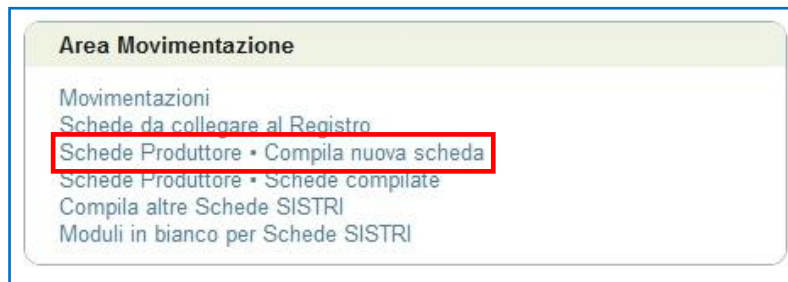 Area Movimentazione
Movimentazioni
Schede da collegare al Registro
Schede Produttore • Compila nuova scheda
Schede Produttore • Schede compilate
Compila altre Schede SISTRI
Moduli in bianco per Schede SISTRI